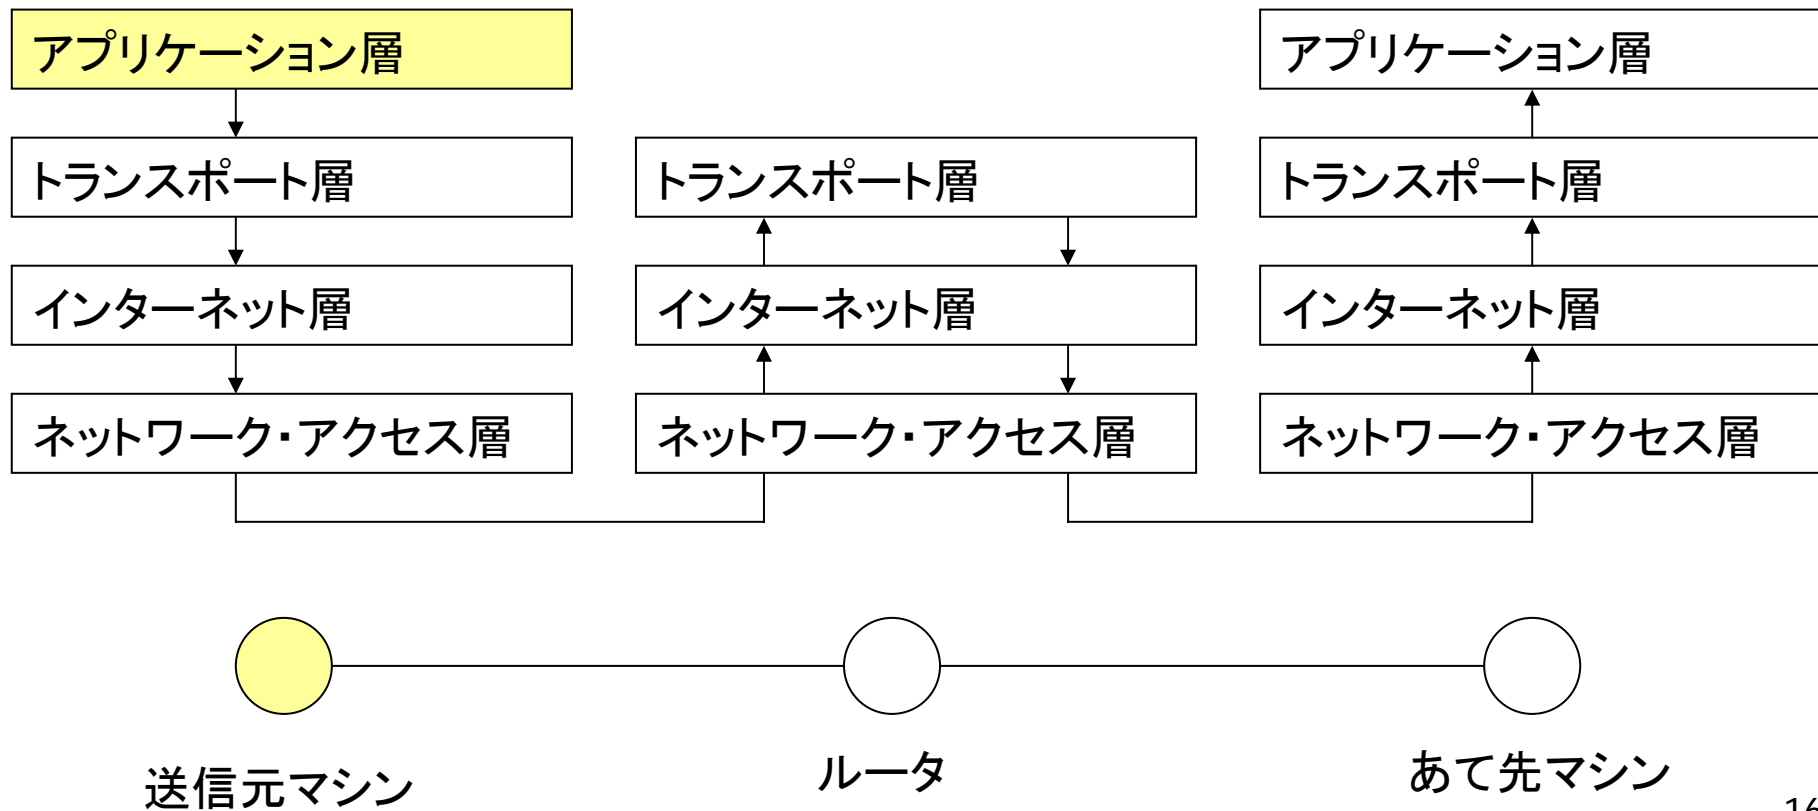 アプリケーション層
トランスポート層
インターネット層
ネットワーク・アクセス層
トランスポート層
インターネット層
ネットワーク・アクセス層
アプリケーション層
トランスポート層
インターネット層
ネットワーク・アクセス層
送信元マシン
ルータ
あて先マシン